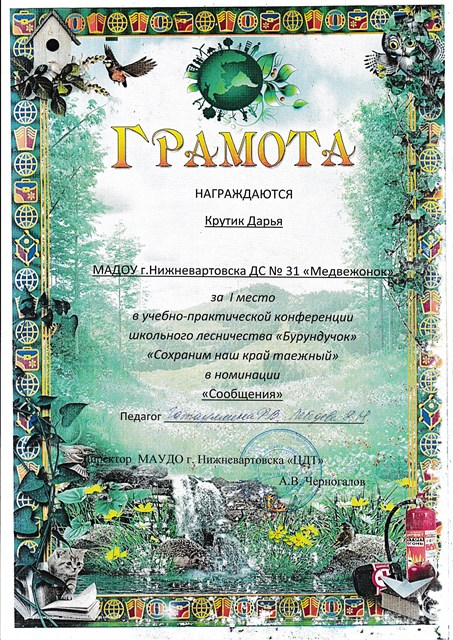 ГРАМОТА
НАГРАЖДАЮТСЯ
Крутик Дарья
МАДОУ г.Нижневартовска ДС № 31 «Медвежонок»
за I место
в учебно-практической конференции
школьного лесничества «Бурундучок»
«Сохраним наш край таежный»
в номинации
«Сообщения»
Педагог
Директор МАУДО г. Нижневартовска «ЦДТ»
А.В. Черногалов